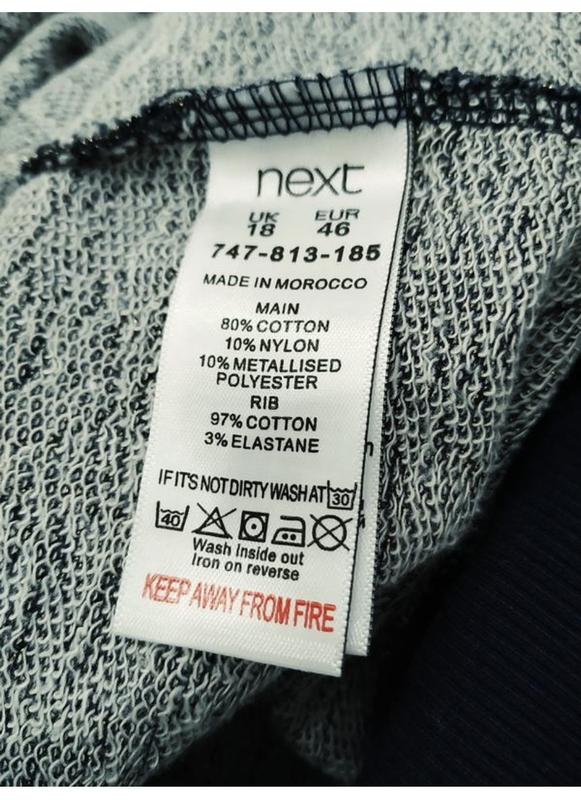 next
UK EUR
18 46
747-813-185
MADE IN MOROCCO
MAIN
80% COTTON
10% NYLON
10% METALLISED
POLYESTER
RIB
97% COTTON
3% ELASTANE
IF IT'S NOT DIRTY WASH AT 30
40
Wash inside out
Iron on reverse
KEEP AWAY FROM FIRE